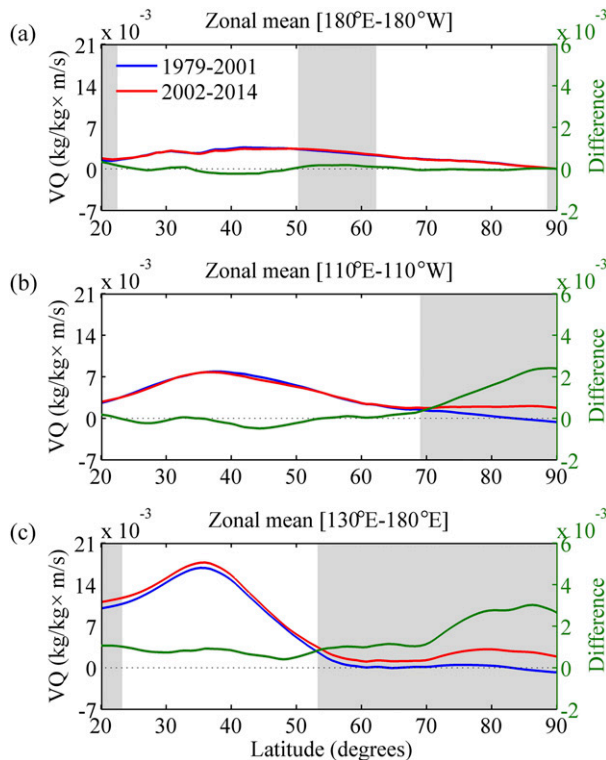 (a) Zonal mean [180°E-180°W]
x 10⁻³ x 10⁻³
21 6
14 4
7 2
0 0
-7 -2
VQ (kg/kg× m/s)
Difference
1979-2001
2002-2014
20 30 40 50 60 70 80 90
(b) Zonal mean [110°E-110°W]
x 10⁻³ x 10⁻³
21 6
14 4
7 2
0 0
-7 -2
VQ (kg/kg× m/s)
Difference
20 30 40 50 60 70 80 90
(c) Zonal mean [130°E-180°E]
x 10⁻³ x 10⁻³
21 6
14 4
7 2
0 0
-7 -2
VQ (kg/kg× m/s)
Difference
20 30 40 50 60 70 80 90
Latitude (degrees)